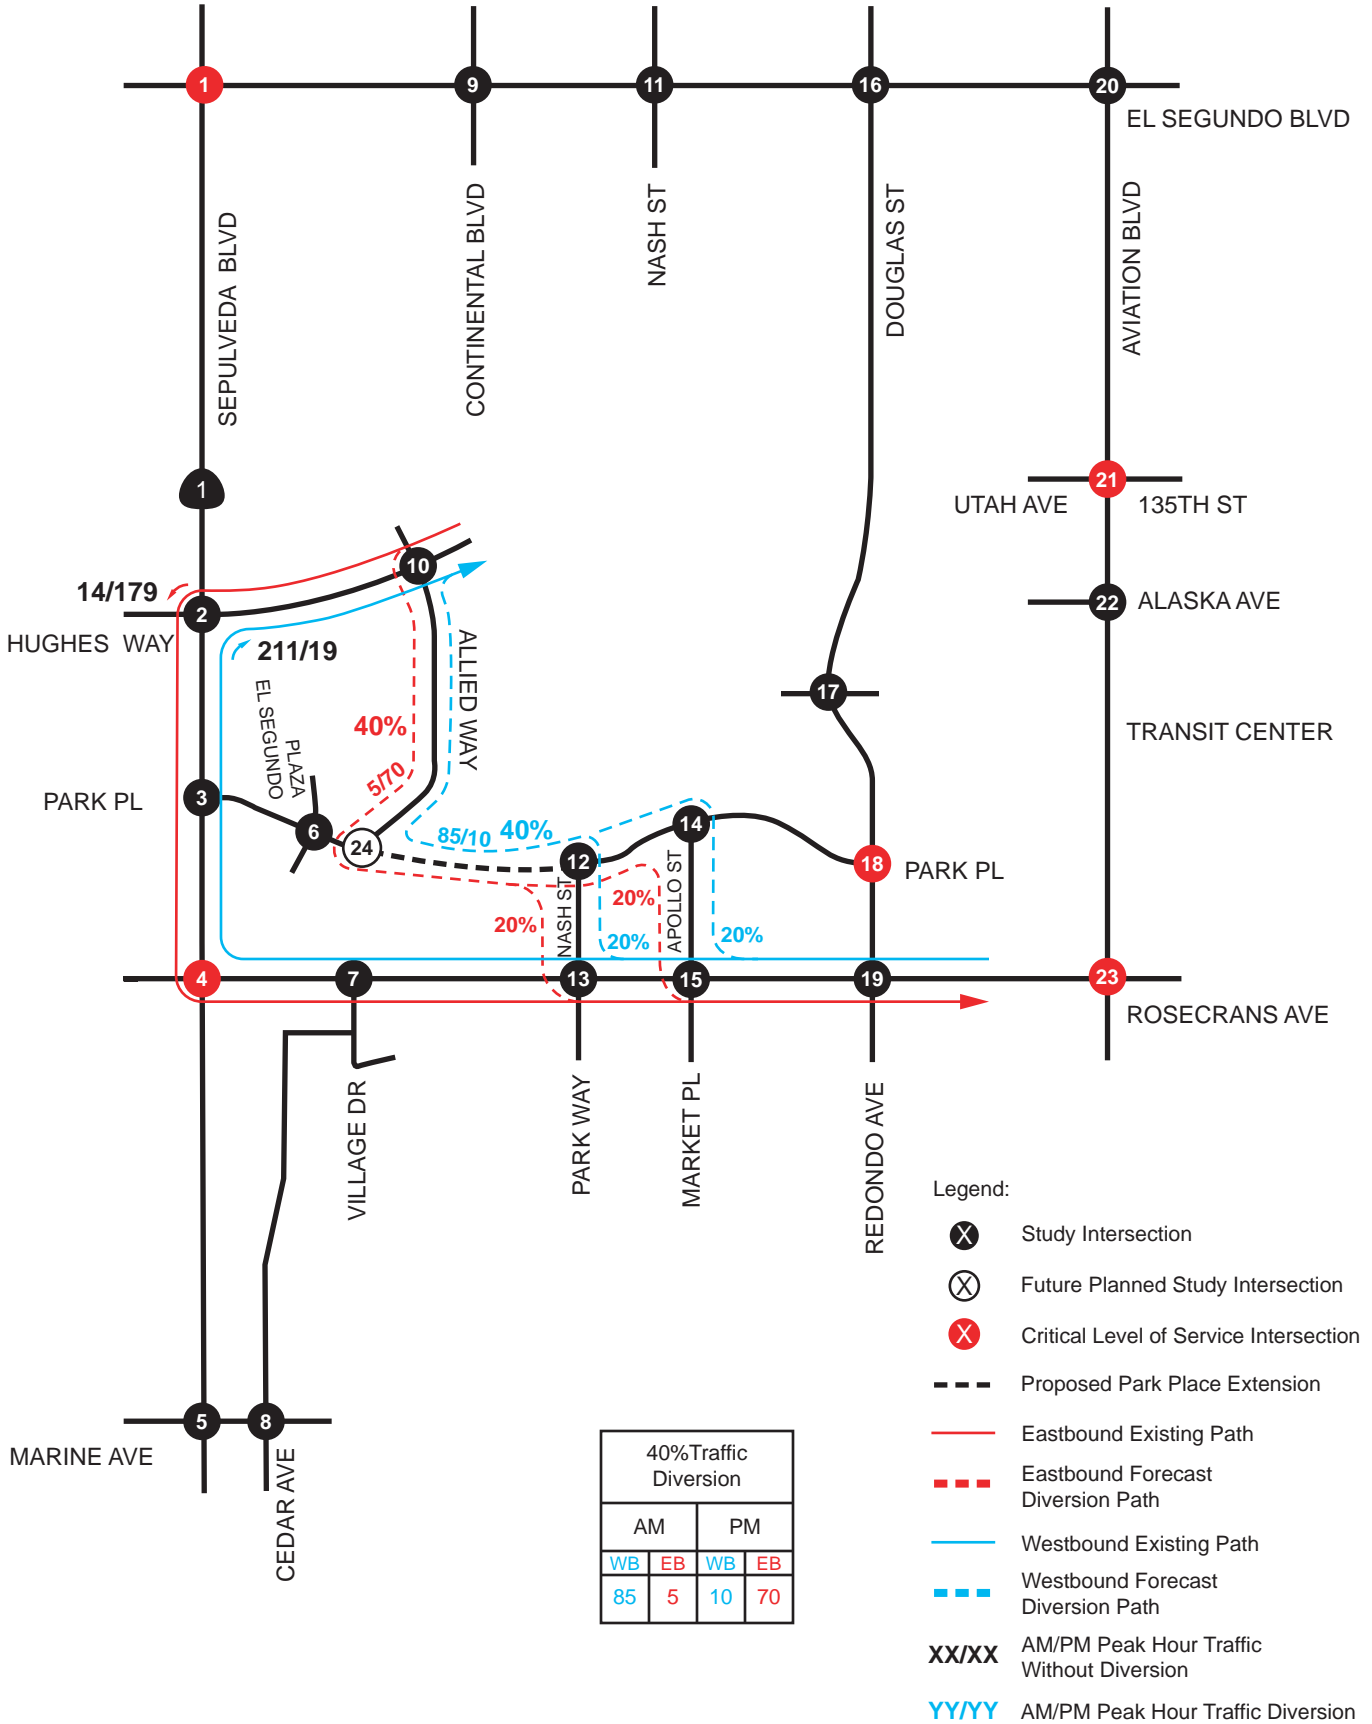 1
9
11
16
20
EL SEGUNDO BLVD
SEPULVEDA BLVD
CONTINENTAL BLVD
NASH ST
DOUGLAS ST
AVIATION BLVD
1
21
UTAH AVE
135TH ST
10
14/179
2
22
ALASKA AVE
HUGHES WAY
211/19
ALLIED WAY
EL SEGUNDO
PLAZA
17
40%
TRANSIT CENTER
5/70
PARK PL
3
6
24
85/10
40%
14
12
18
PARK PL
NASH ST
APOLLO ST
20%
20%
20%
20%
4
7
13
15
19
23
ROSECRANS AVE
VILLAGE DR
PARK WAY
MARKET PL
REDONDO AVE
5
8
MARINE AVE
CEDAR AVE
40%Traffic
Diversion
AM PM
WB EB WB EB
85 5 10 70
Legend:
X Study Intersection
X Future Planned Study Intersection
X Critical Level of Service Intersection
Proposed Park Place Extension
Eastbound Existing Path
Eastbound Forecast
Diversion Path
Westbound Existing Path
Westbound Forecast
Diversion Path
XX/XX AM/PM Peak Hour Traffic
Without Diversion
YY/YY AM/PM Peak Hour Traffic Diversion